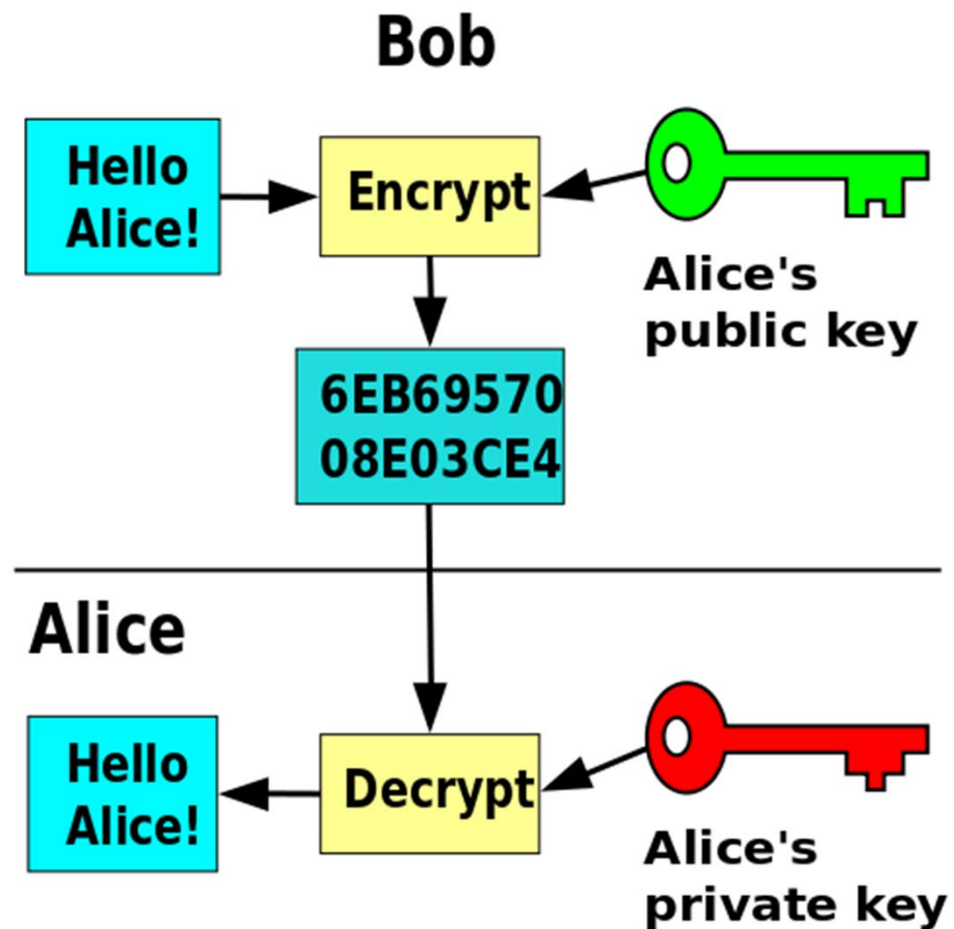 Bob
Hello
Alice!
Encrypt
Alice's
public key
6EB69570
08E03CE4
Alice
Hello
Alice!
Decrypt
Alice's
private key